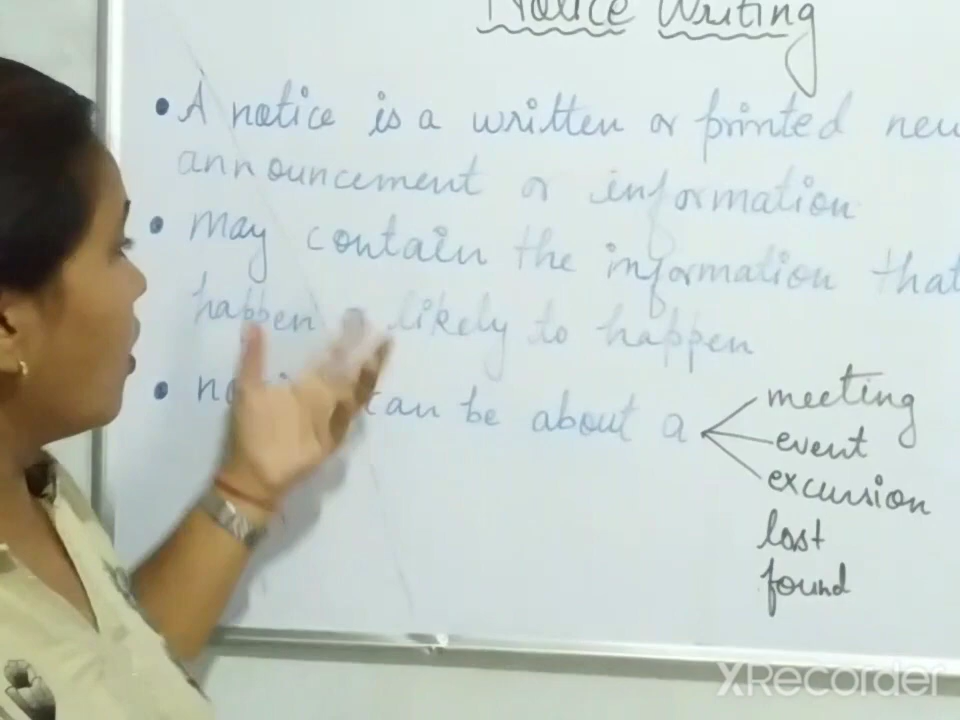 Notice Writing
• A notice is a written or printed new
announcement or information
• may contain the information that
happen likely to happen
• can be about a
meeting
event
excursion
lost
found
XRecorder